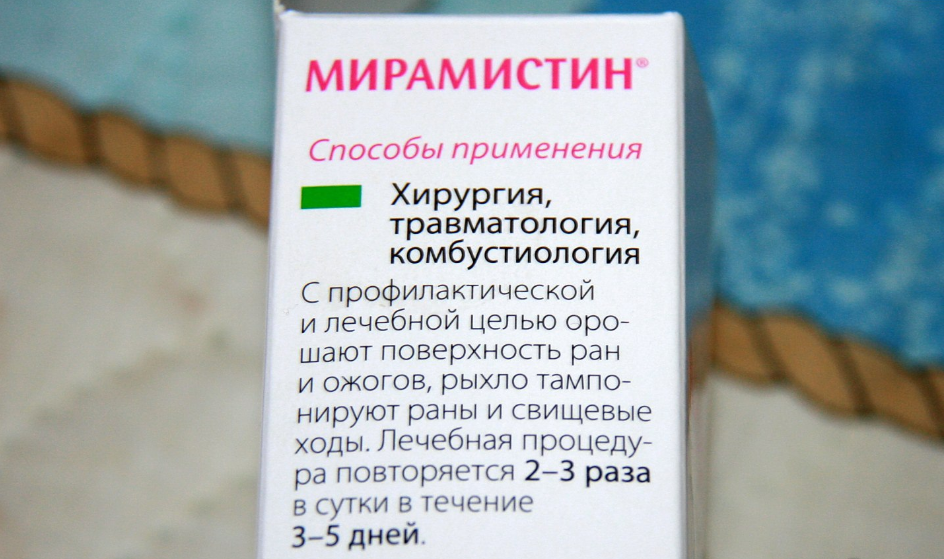 МИРАМИСТИН®
Способы применения
Хирургия,
травматология,
комбустиология
С профилактической
и лечебной целью оро-
шают поверхность ран
и ожогов, рыхло тампо-
нируют раны и свищевые
ходы. Лечебная процеду-
ра повторяется 2–3 раза
в сутки в течение
3–5 дней.